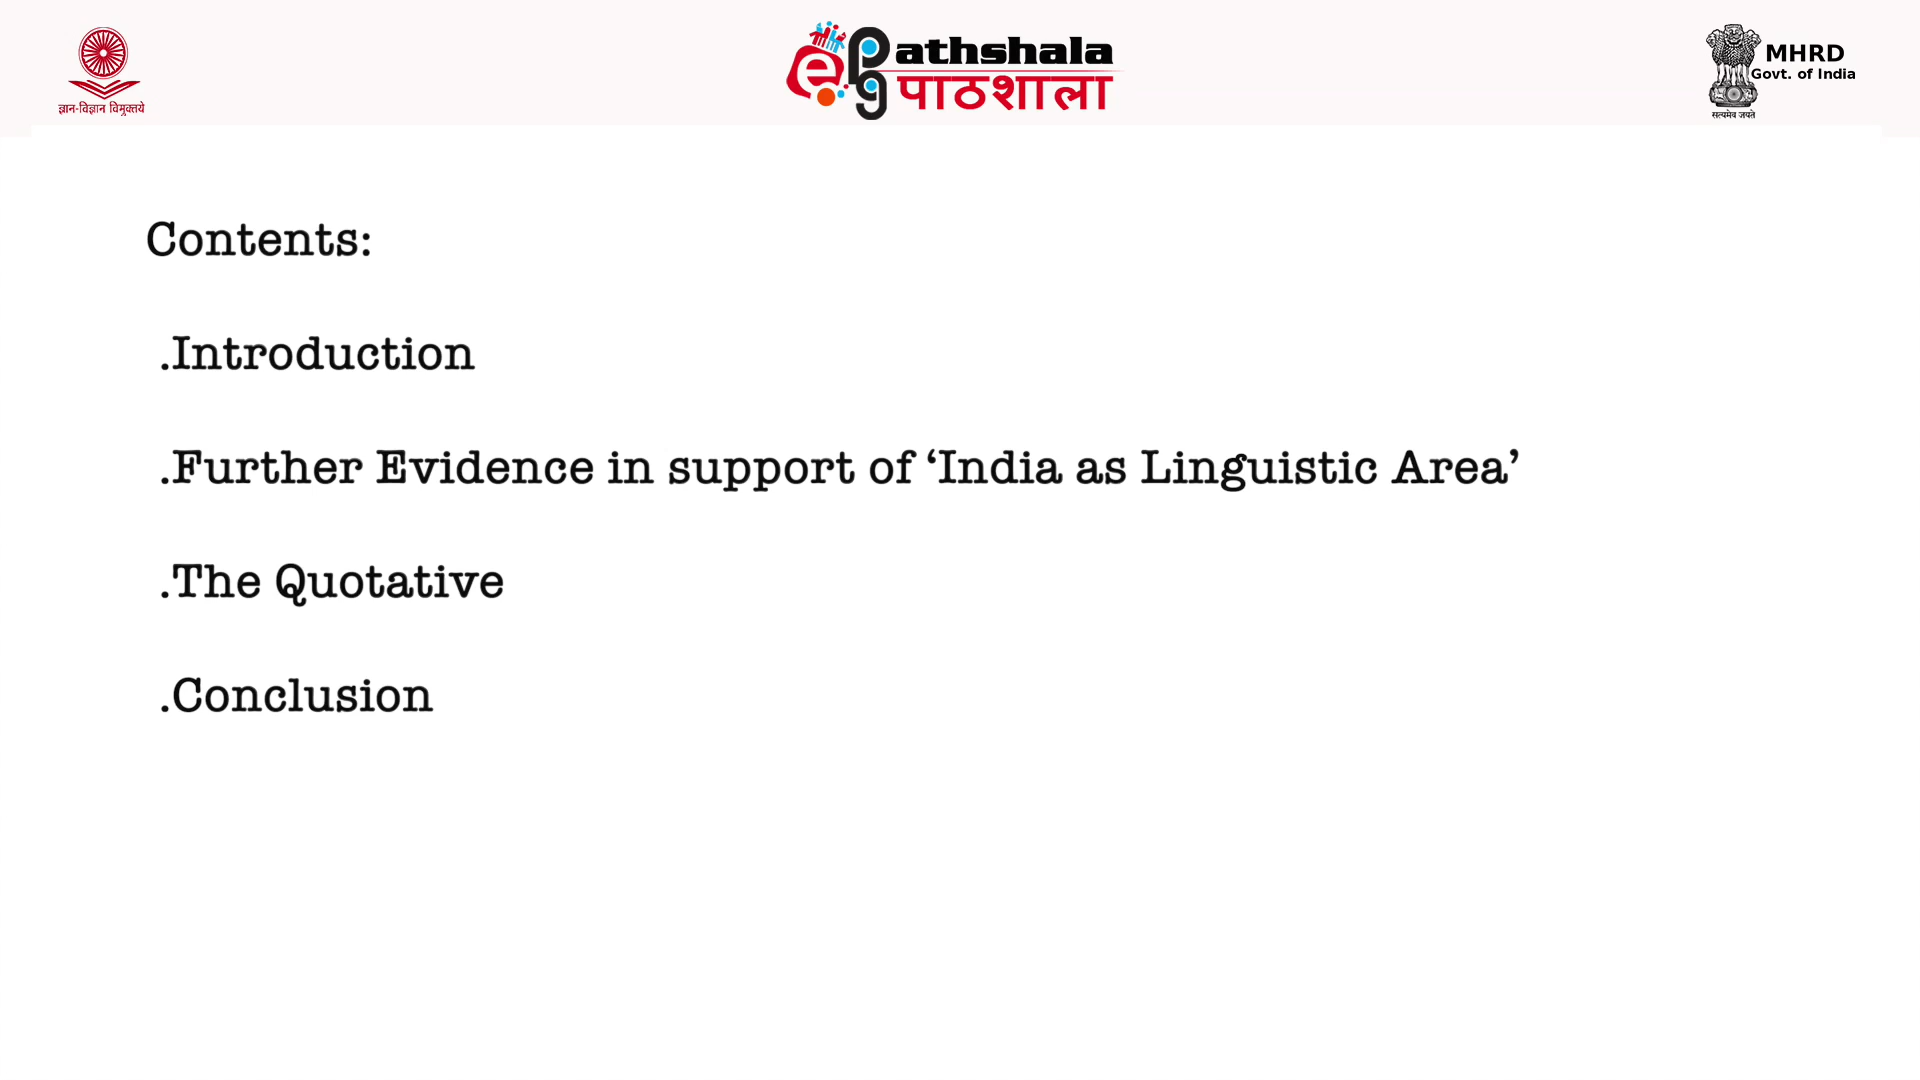 ज्ञान-विज्ञान विमुक्तये
ePathshala
पाठशाला
MHRD
Govt. of India
सत्यमेव जयते
Contents:
.Introduction
.Further Evidence in support of ‘India as Linguistic Area’
.The Quotative
.Conclusion